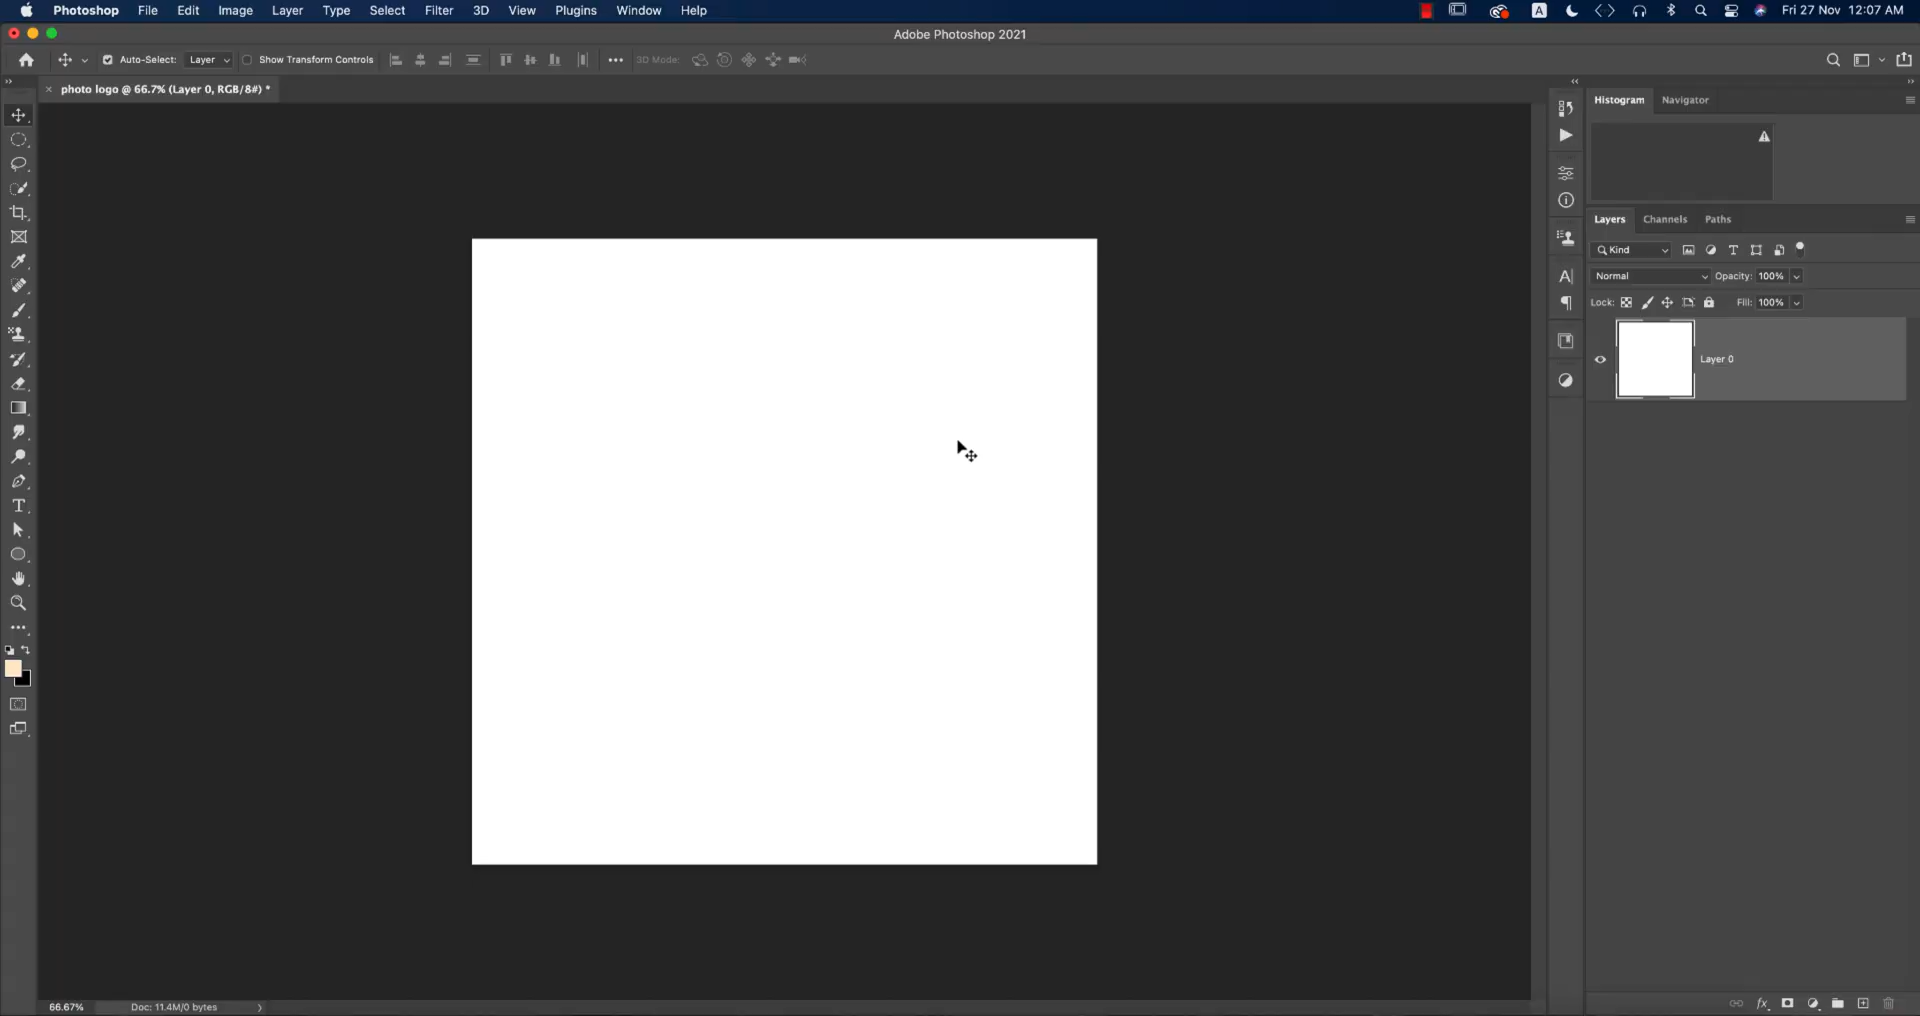 Photoshop File Edit Image Layer Type Select Filter 3D View Plugins Window Help A Fri 27 Nov 12:07 AM
Adobe Photoshop 2021
Auto-Select: Layer Show Transform Controls 3D Mode:
photo logo @ 66.7% (Layer 0, RGB/8#) *
Histogram Navigator
Layers Channels Paths
Kind
Normal Opacity: 100%
Lock: Fill: 100%
Layer 0
66.67% Doc: 11.4M/0 bytes